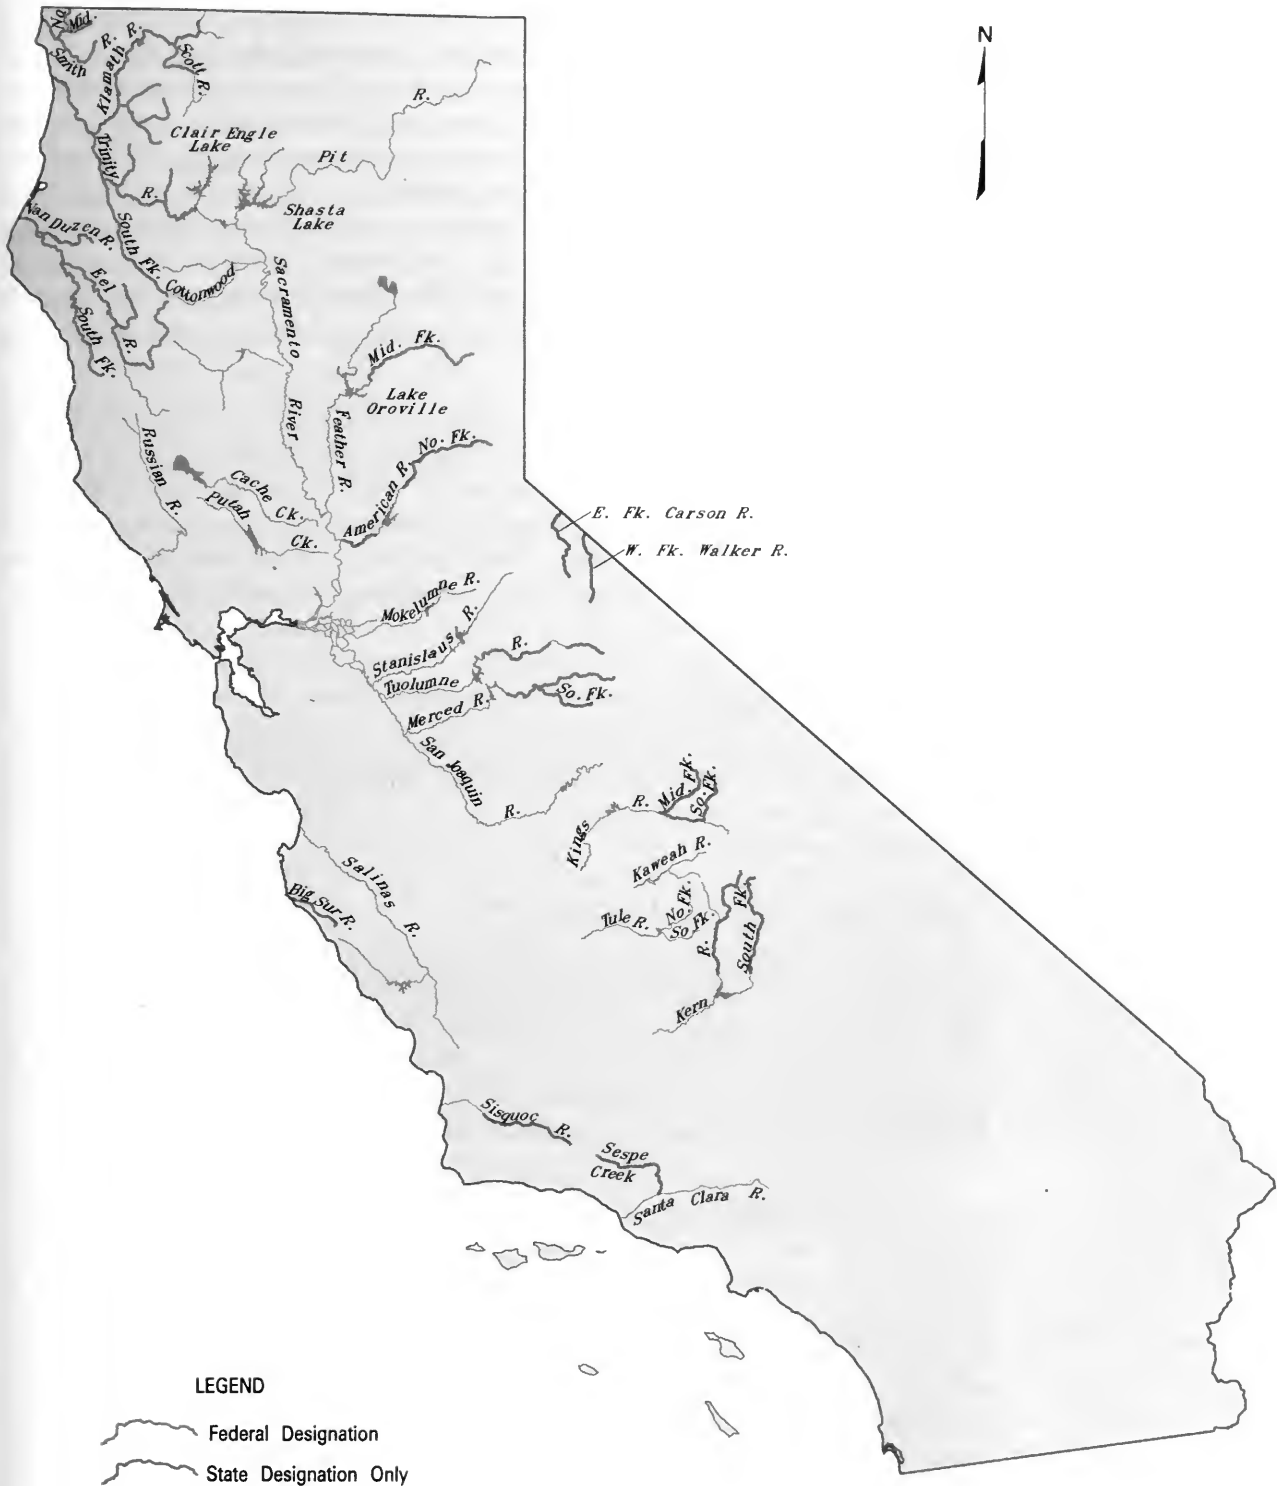 No.
Mid.
Smith R.
Klamath R.
Scott R.
R.
Clair Engle
Lake
Pit
Trinity
R.
Shasta
Lake
Van Duzen R.
South Fk.
Cottonwood
Sacramento
Eel
R.
South Fk.
Mid. Fk.
Lake
Oroville
River
Feather R.
No. Fk.
American R.
Russian R.
Cache
Ck.
Putah
Ck.
E. Fk. Carson R.
W. Fk. Walker R.
Mokelumne R.
Stanislaus R.
R.
Tuolumne
So. Fk.
Merced R.
San Joaquin
R.
Mid. Fk.
So. Fk.
R.
Kings
Kaweah R.
Salinas
R.
Big Sur R.
No. Fk.
Tule R.
So Fk.
Fk.
South
R.
Kern
Sisquoc
R.
Sespe
Creek
Santa Clara R.
N
LEGEND
Federal Designation
State Designation Only